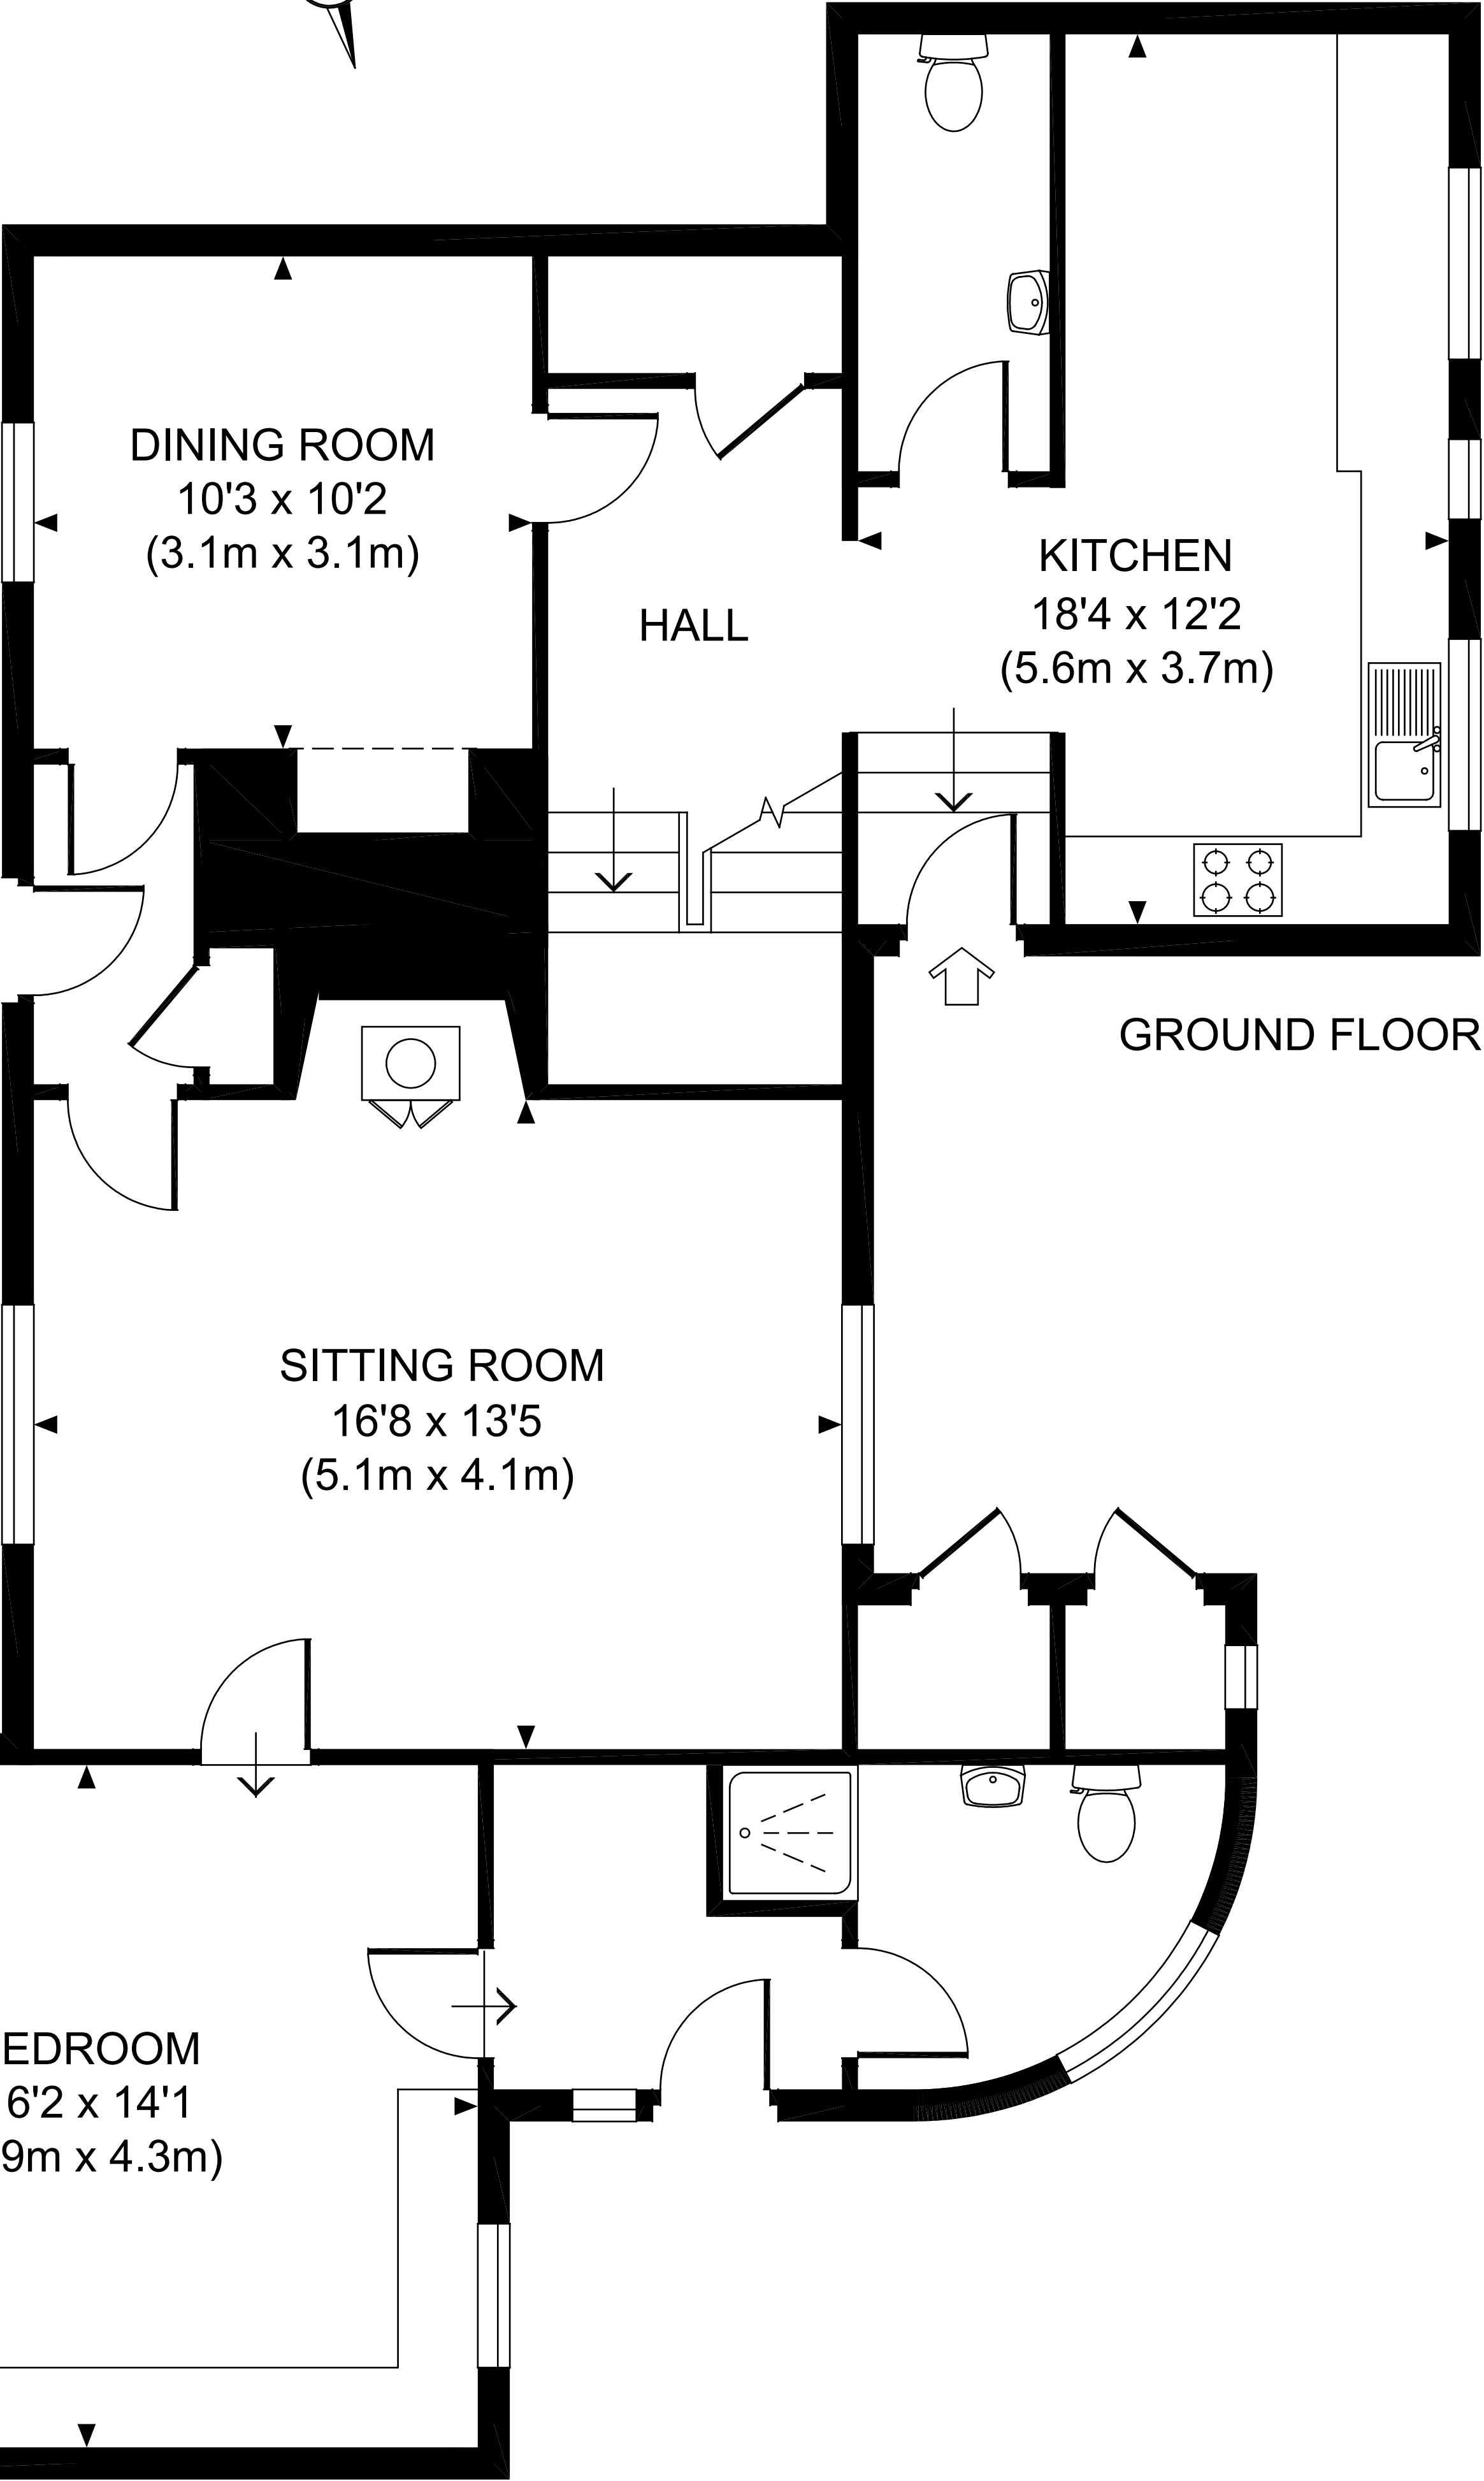 DINING ROOM
10'3 x 10'2
(3.1m x 3.1m)
HALL
KITCHEN
18'4 x 12'2
(5.6m x 3.7m)
GROUND FLOOR
SITTING ROOM
16'8 x 13'5
(5.1m x 4.1m)
EDROOM
6'2 x 14'1
9m x 4.3m)